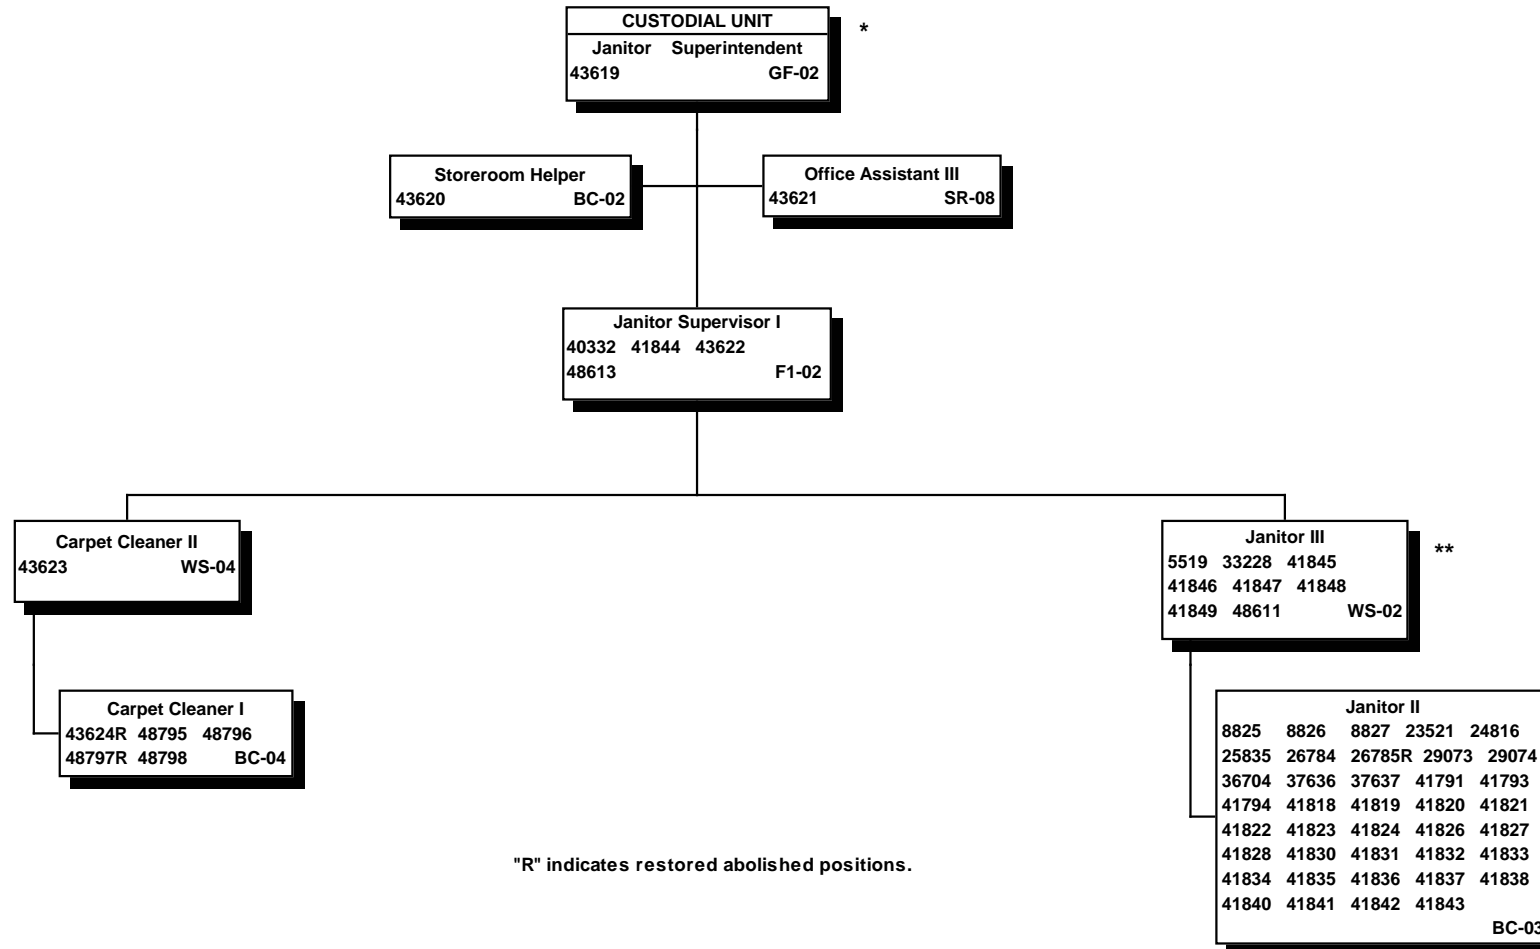 CUSTODIAL UNIT
*
Janitor Superintendent
43619 GF-02
Storeroom Helper
43620 BC-02
Office Assistant III
43621 SR-08
Janitor Supervisor I
40332 41844 43622
48613 F1-02
Carpet Cleaner II
43623 WS-04
Janitor III
**
5519 33228 41845
41846 41847 41848
41849 48611 WS-02
Carpet Cleaner I
43624R 48795 48796
48797R 48798 BC-04
Janitor II
8825 8826 8827 23521 24816
25835 26784 26785R 29073 29074
36704 37636 37637 41791 41793
41794 41818 41819 41820 41821
41822 41823 41824 41826 41827
41828 41830 41831 41832 41833
41834 41835 41836 41837 41838
41840 41841 41842 41843
BC-03
"R" indicates restored abolished positions.